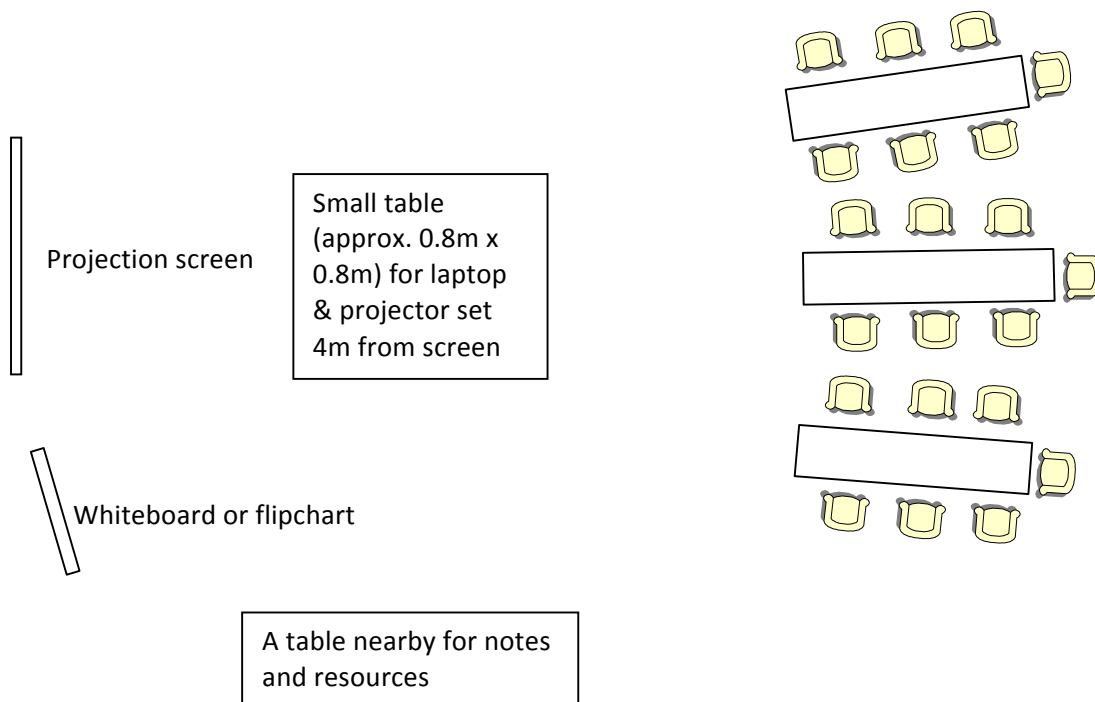 Projection screen
Small table
(approx. 0.8m x
0.8m) for laptop
& projector set
4m from screen
Whiteboard or flipchart
A table nearby for notes
and resources